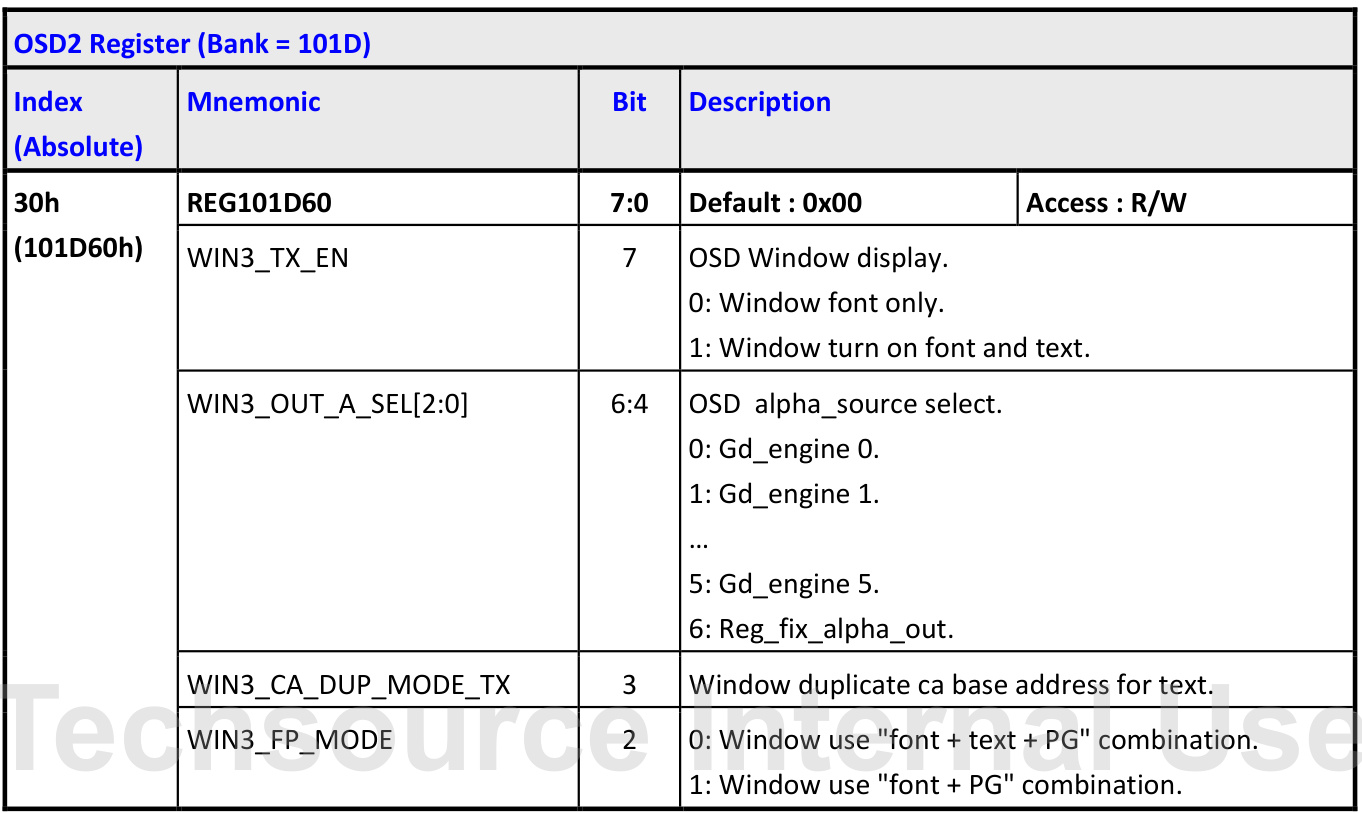 OSD2 Register (Bank = 101D)
Index
(Absolute)
Mnemonic
Bit
Description
30h
(101D60h)
REG101D60
7:0
Default : 0x00
Access : R/W
WIN3_TX_EN
7
OSD Window display.
0: Window font only.
1: Window turn on font and text.
WIN3_OUT_A_SEL[2:0]
6:4
OSD  alpha_source select.
0: Gd_engine 0.
1: Gd_engine 1.
…
5: Gd_engine 5.
6: Reg_fix_alpha_out.
WIN3_CA_DUP_MODE_TX
3
Window duplicate ca base address for text.
WIN3_FP_MODE
2
0: Window use "font + text + PG" combination.
1: Window use "font + PG" combination.
Techsource Internal Use